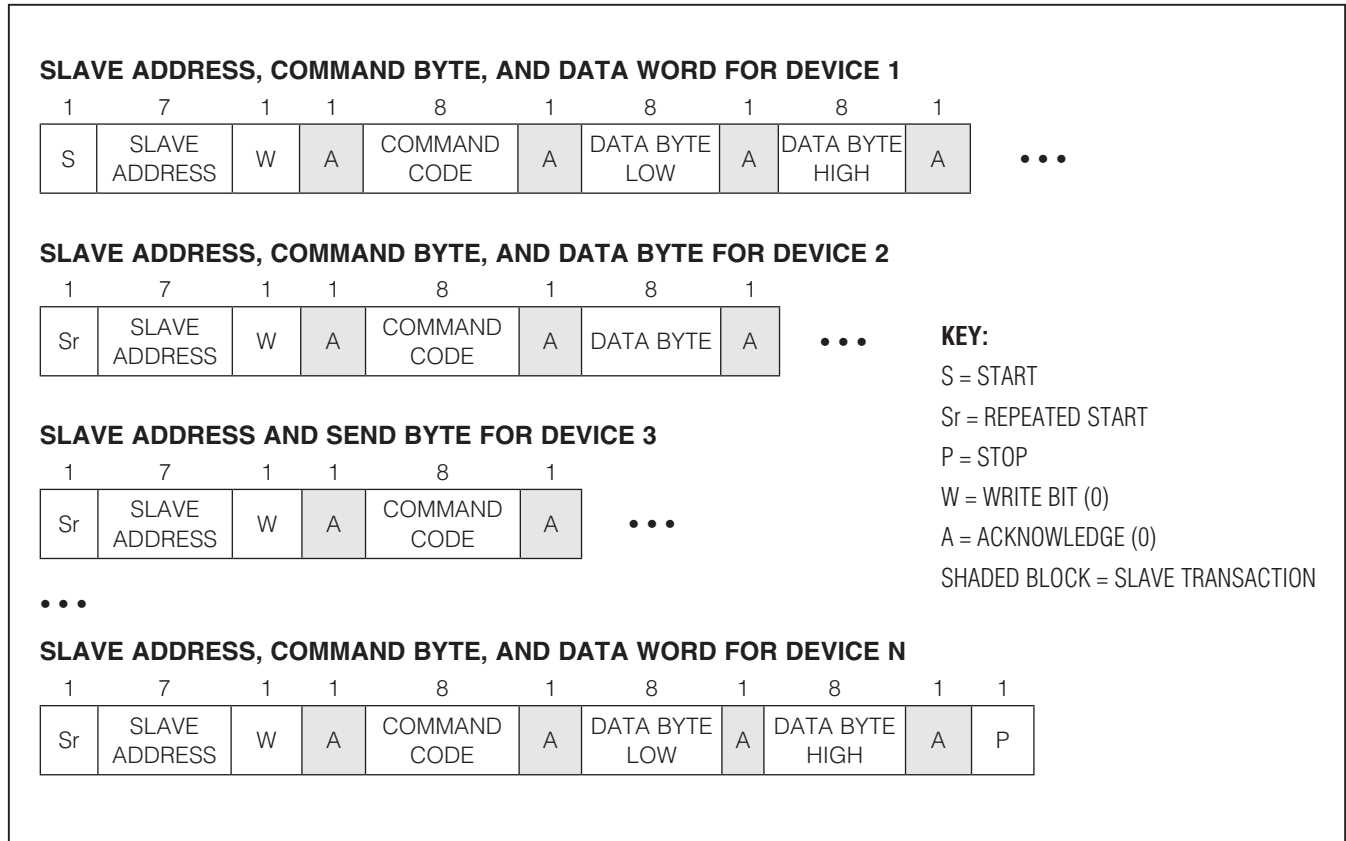 SLAVE ADDRESS, COMMAND BYTE, AND DATA WORD FOR DEVICE 1
1 7 1 1 8 1 8 1 8 1
S SLAVE ADDRESS W A COMMAND CODE A DATA BYTE LOW A DATA BYTE HIGH A • • •
SLAVE ADDRESS, COMMAND BYTE, AND DATA BYTE FOR DEVICE 2
1 7 1 1 8 1 8 1
Sr SLAVE ADDRESS W A COMMAND CODE A DATA BYTE A • • •
SLAVE ADDRESS AND SEND BYTE FOR DEVICE 3
1 7 1 1 8 1
Sr SLAVE ADDRESS W A COMMAND CODE A • • •
• • •
SLAVE ADDRESS, COMMAND BYTE, AND DATA WORD FOR DEVICE N
1 7 1 1 8 1 8 1 8 1 1
Sr SLAVE ADDRESS W A COMMAND CODE A DATA BYTE LOW A DATA BYTE HIGH A P
KEY:
S = START
Sr = REPEATED START
P = STOP
W = WRITE BIT (0)
A = ACKNOWLEDGE (0)
SHADED BLOCK = SLAVE TRANSACTION